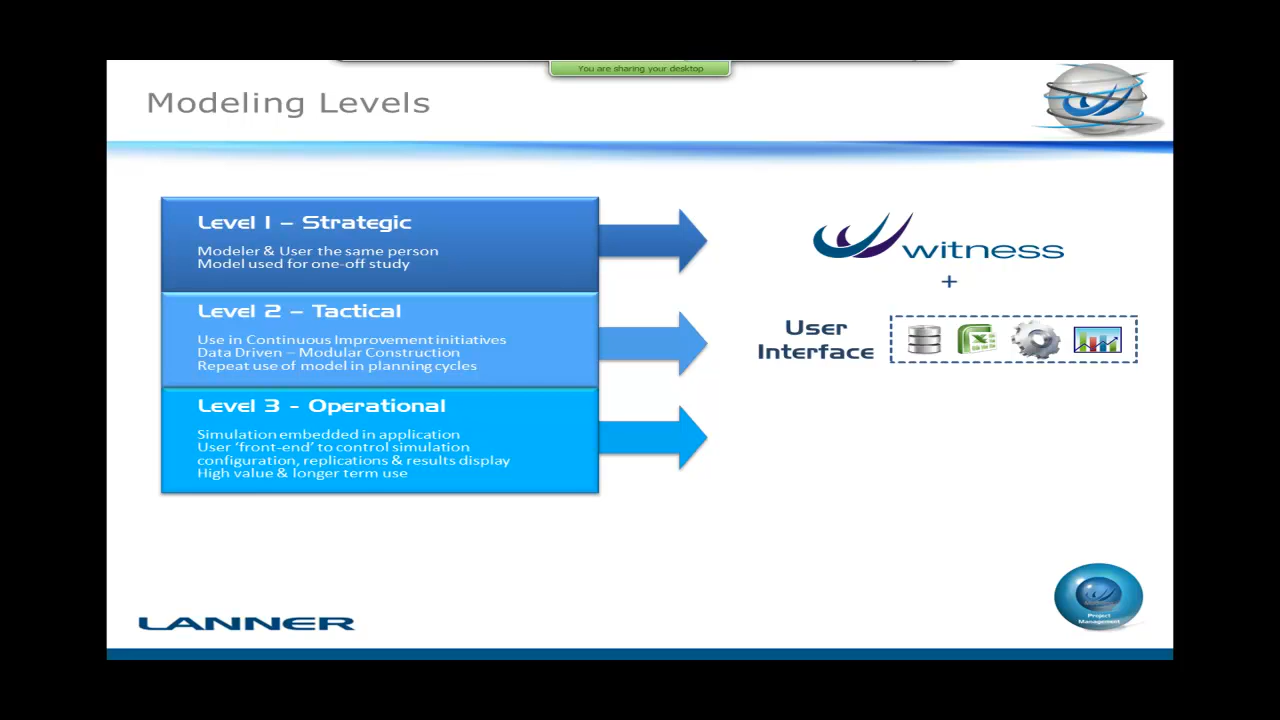 You are sharing your desktop
Modeling Levels
Level 1 – Strategic
Modeler & User the same person
Model used for one-off study
witness
+
Level 2 – Tactical
Use in Continuous Improvement initiatives
Data Driven – Modular Construction
Repeat use of model in planning cycles
User
Interface
Level 3 - Operational
Simulation embedded in application
User ‘front-end’ to control simulation
configuration, replications & results display
High value & longer term use
Project
Management
LANNER